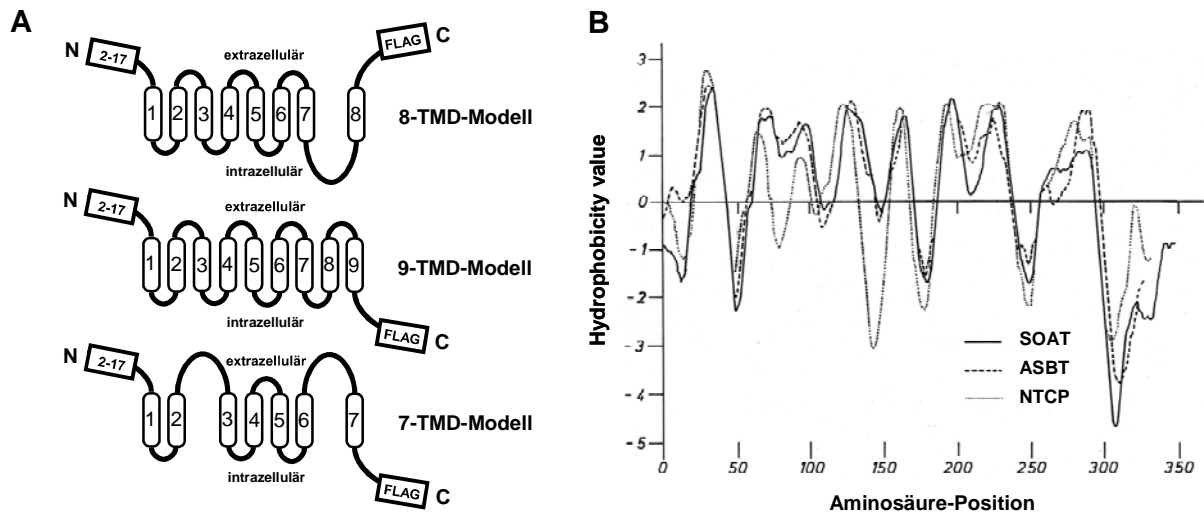 A
N
2-17
extrazellulär
FLAG
C
1 2 3 4 5 6 7 8
8-TMD-Modell
intrazellulär
N
2-17
extrazellulär
1 2 3 4 5 6 7 8 9
9-TMD-Modell
intrazellulär
FLAG
C
N
2-17
extrazellulär
1 2 3 4 5 6 7
7-TMD-Modell
intrazellulär
FLAG
C
B
Hydrophobicity value
3
2
1
0
-1
-2
-3
-4
-5
SOAT
ASBT
NTCP
0 50 100 150 200 250 300 350
Aminosäure-Position